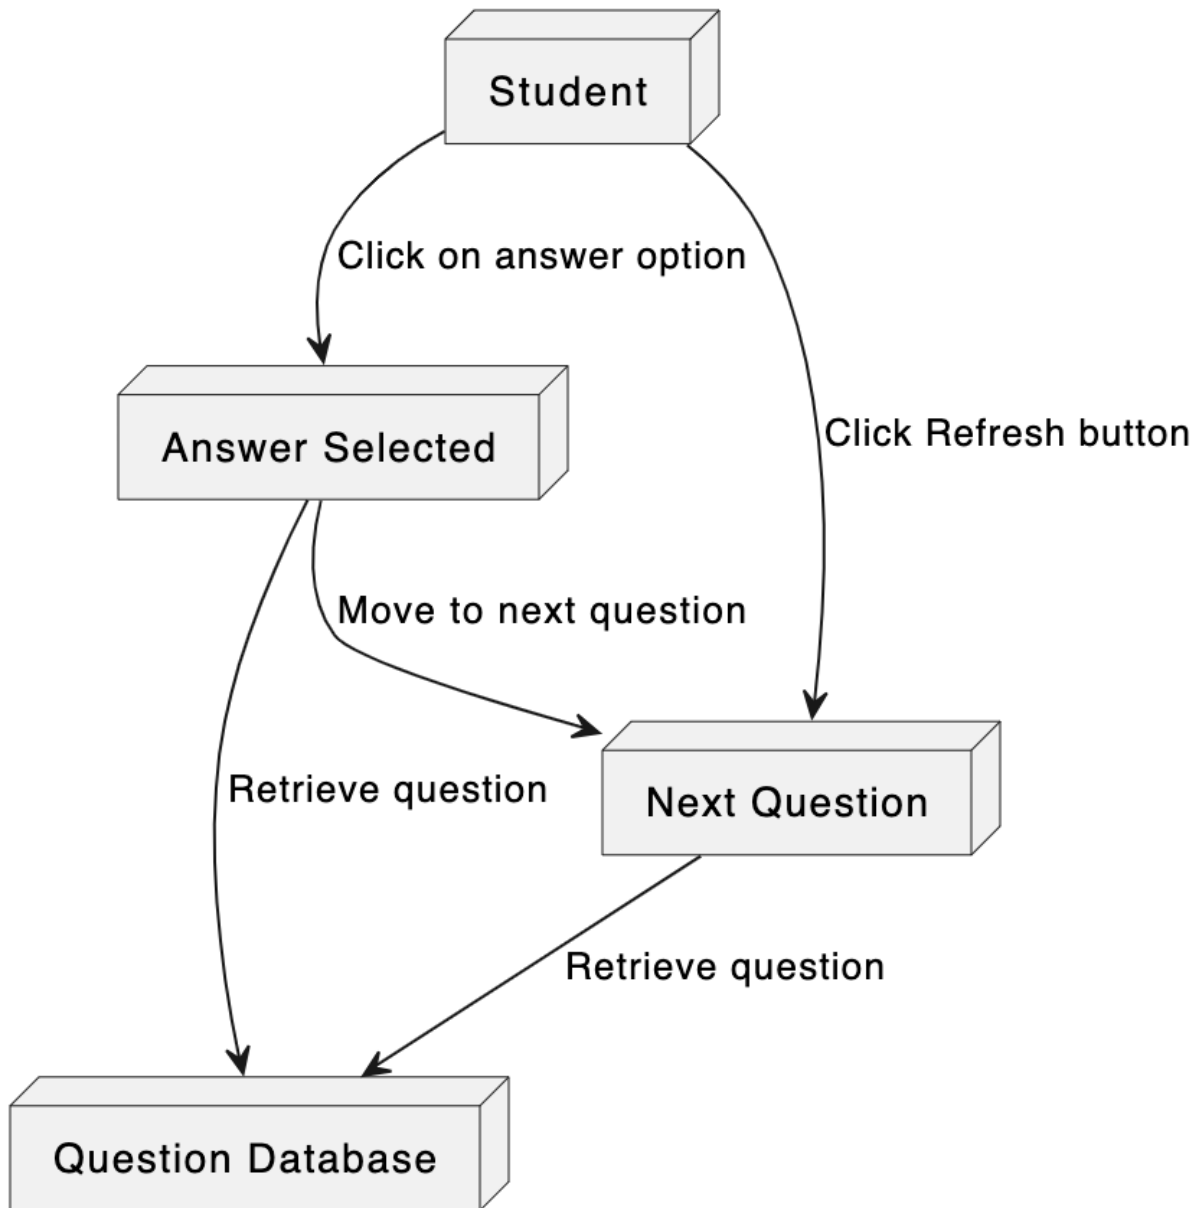 Student
Click on answer option
Click Refresh button
Answer Selected
Move to next question
Retrieve question
Next Question
Retrieve question
Question Database